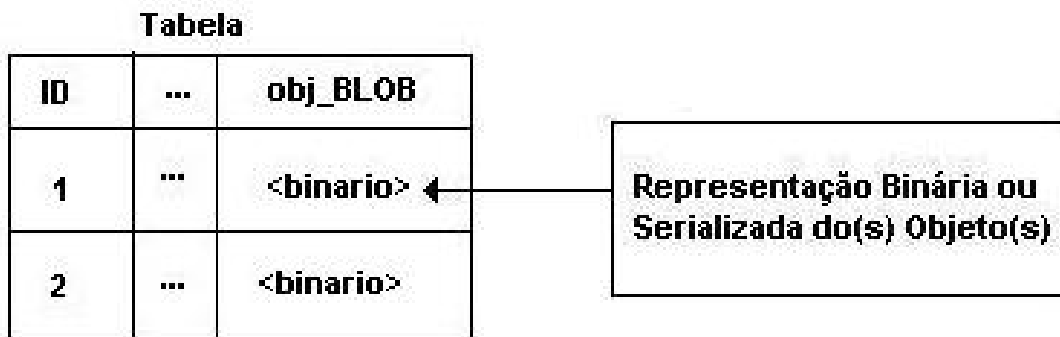 Tabela
ID ... obj_BLOB
1 ... <binario>
Representação Binária ou
Serializada do(s) Objeto(s)
2 ... <binario>